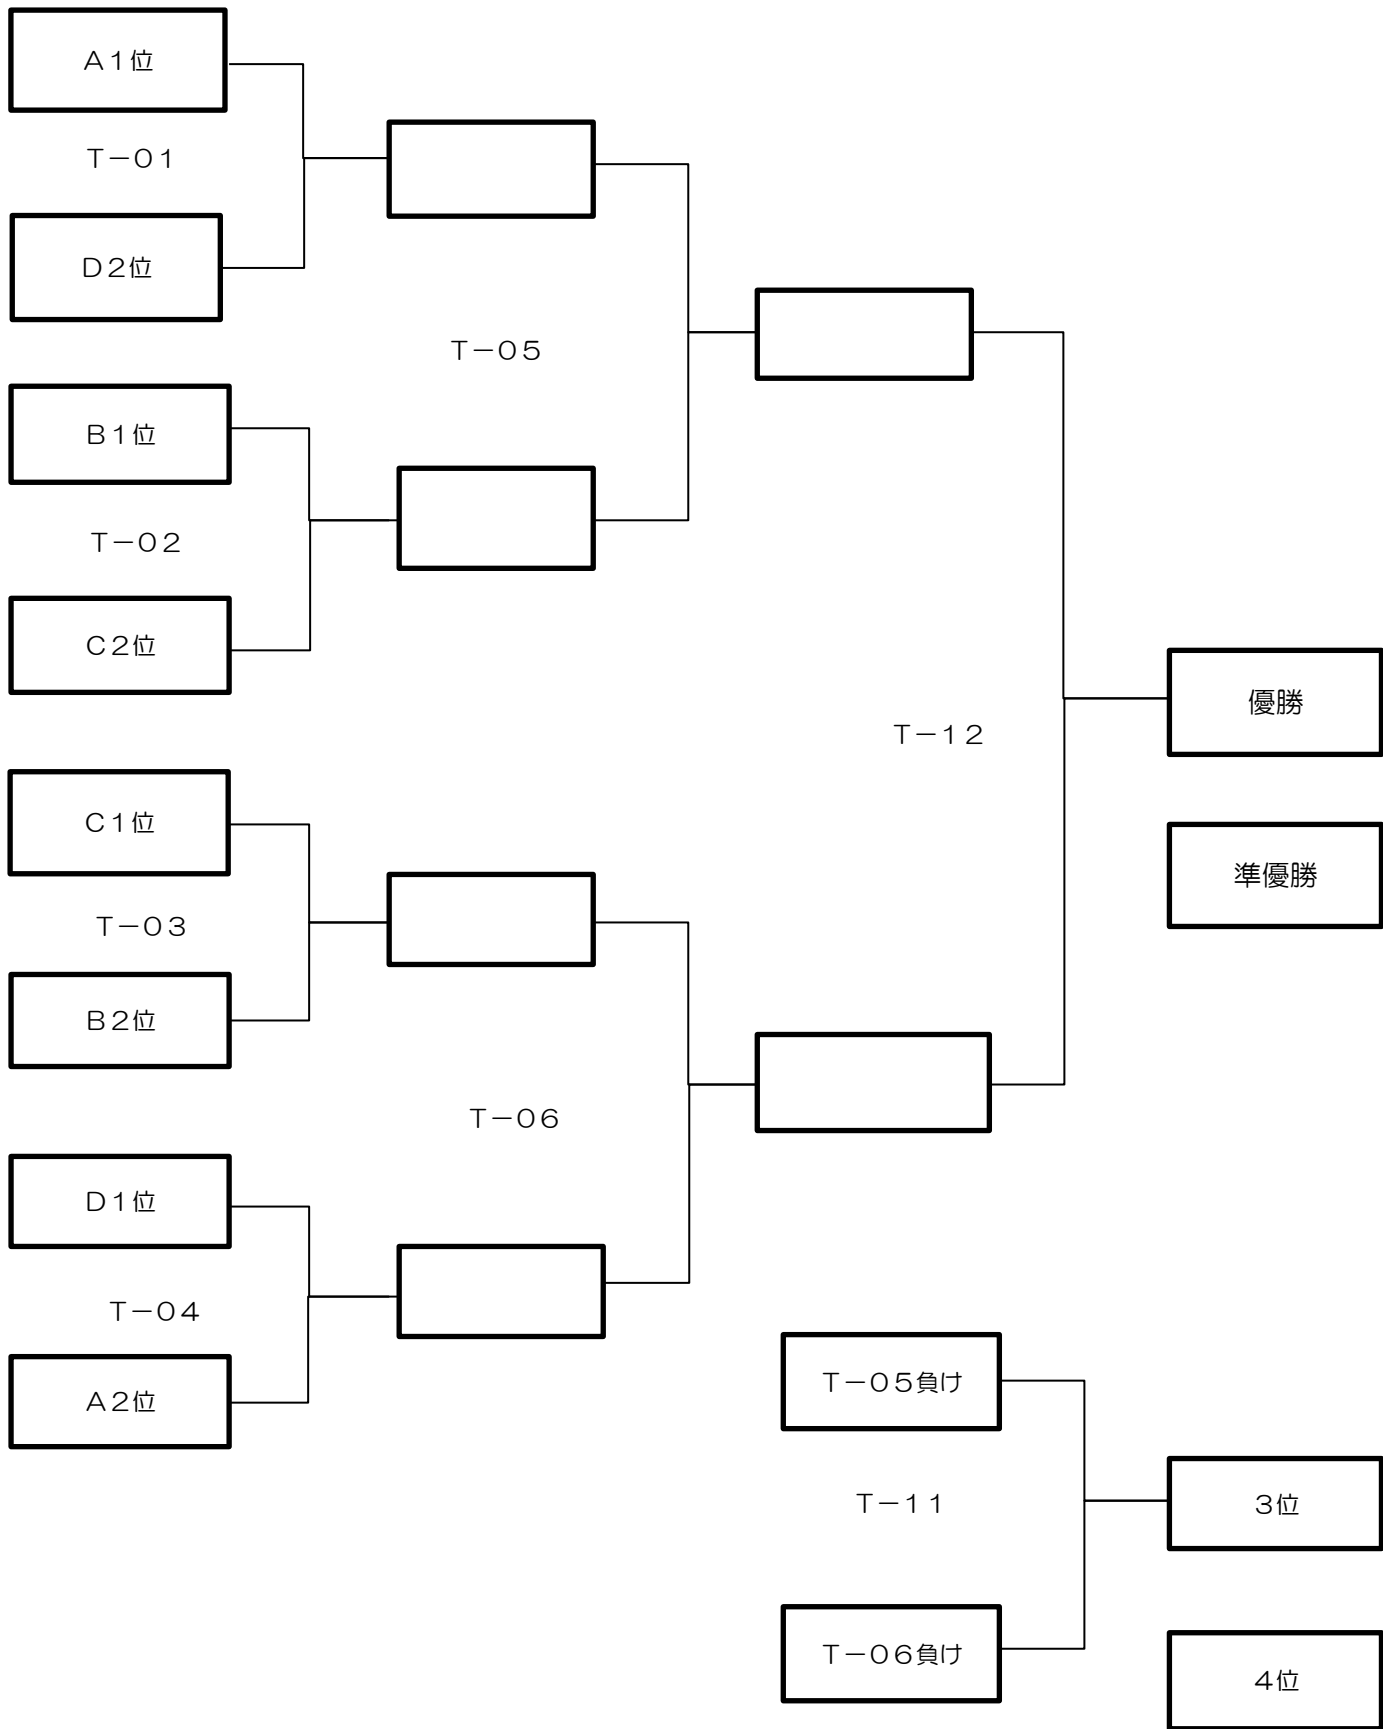 A1位
T－01
D2位
T－05
B1位
T－02
C2位
優勝
T－12
C1位
準優勝
T－03
B2位
T－06
D1位
T－04
A2位
T－05負け
T－11
3位
T－06負け
4位